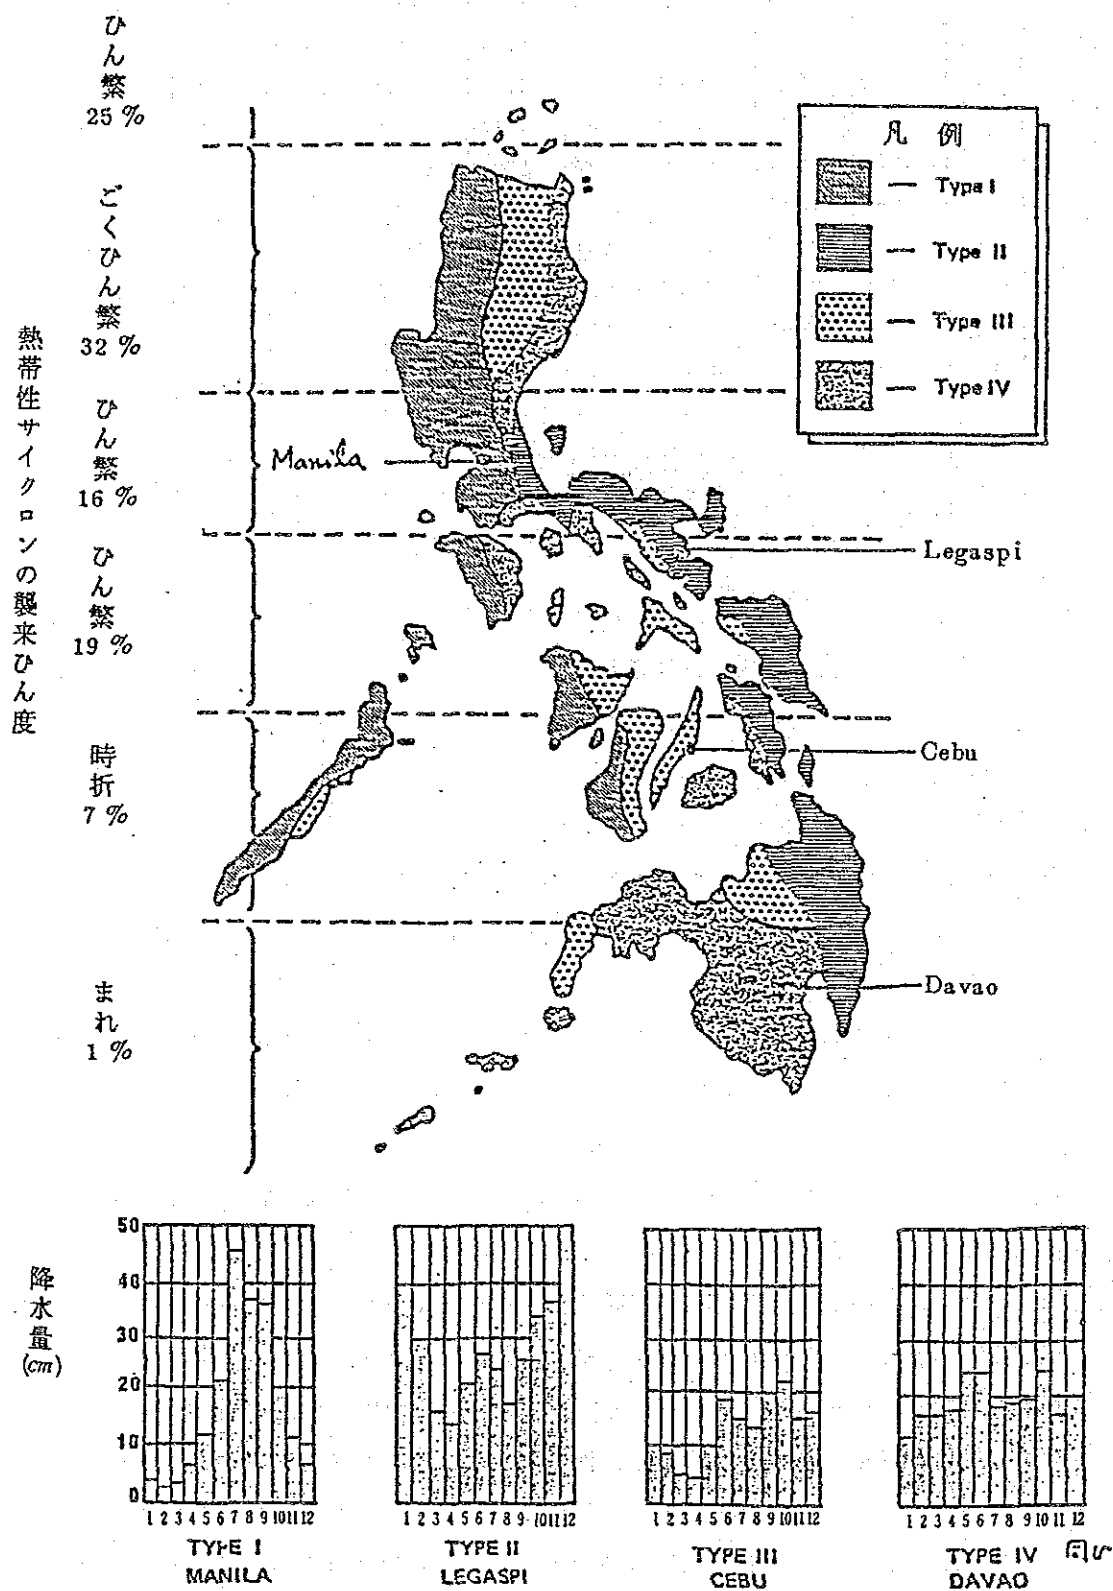 ひん繁
25 %
ごくひん繁
32 %
ひん繁
16 %
ひん繁
19 %
時折
7 %
まれ
1 %
熱帯性サイクロンの襲来ひん度
凡 例
Type I
Type II
Type III
Type IV
Manila
Legaspi
Cebu
Davao
降水量
(cm)
50
40
30
20
10
0
1 2 3 4 5 6 7 8 9 10 11 12
TYPE I
MANILA
1 2 3 4 5 6 7 8 9 10 11 12
TYPE II
LEGASPI
1 2 3 4 5 6 7 8 9 10 11 12
TYPE III
CEBU
1 2 3 4 5 6 7 8 9 10 11 12
TYPE IV
DAVAO